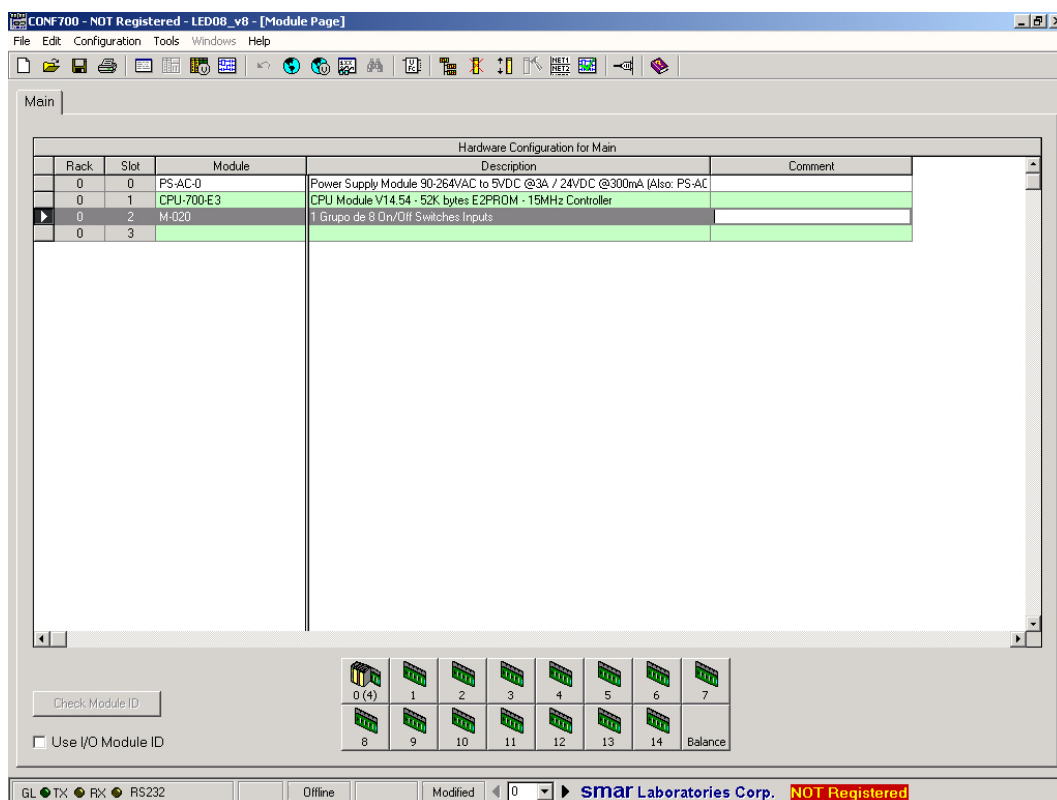 CONF700 - NOT Registered - LED08_v8 - [Module Page]
File Edit Configuration Tools Windows Help
Main
Hardware Configuration for Main
Rack Slot Module Description Comment
0 0 PS-AC-0 Power Supply Module 90-264VAC to 5VDC @3A / 24VDC @300mA (Also: PS-AC
0 1 CPU-700-E3 CPU Module V14.54 - 52K bytes E2PROM - 15MHz Controller
0 2 M-020 1 Grupo de 8 On/Off Switches Inputs
0 3
0 (4) 1 2 3 4 5 6 7
Check Module ID
8 9 10 11 12 13 14 Balance
Use I/O Module ID
GL TX RX RS232 Offline Modified 0 smar Laboratories Corp. NOT Registered